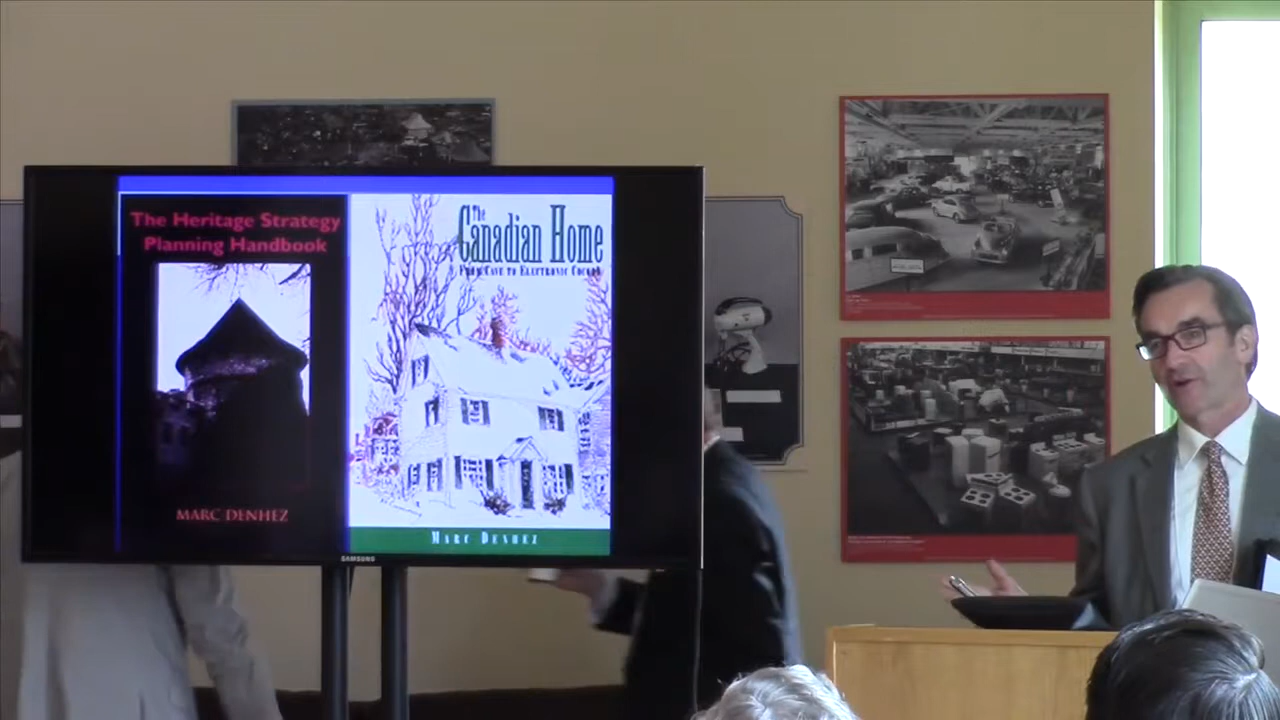 The Heritage Strategy
Planning Handbook
MARC DENHEZ
The
Canadian Home
FROM CAVE TO ELECTRONIC COCOON
MARC DENHEZ
SAMSUNG